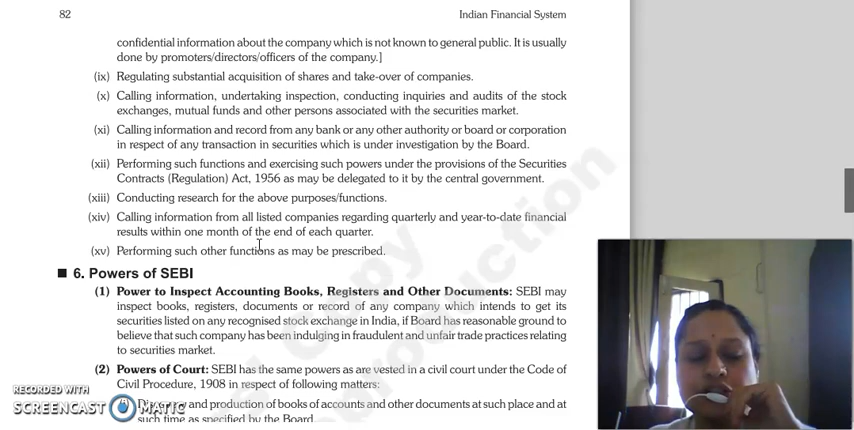 82
Indian Financial System
confidential information about the company which is not known to general public. It is usually
done by promoters/directors/officers of the company.]
(ix) Regulating substantial acquisition of shares and take-over of companies.
(x) Calling information, undertaking inspection, conducting inquiries and audits of the stock
exchanges, mutual funds and other persons associated with the securities market.
(xi) Calling information and record from any bank or any other authority or board or corporation
in respect of any transaction in securities which is under investigation by the Board.
(xii) Performing such functions and exercising such powers under the provisions of the Securities
Contracts (Regulation) Act, 1956 as may be delegated to it by the central government.
(xiii) Conducting research for the above purposes/functions.
(xiv) Calling information from all listed companies regarding quarterly and year-to-date financial
results within one month of the end of each quarter.
(xv) Performing such other functions as may be prescribed.
6. Powers of SEBI
(1) Power to Inspect Accounting Books, Registers and Other Documents: SEBI may
inspect books, registers, documents or record of any company which intends to get its
securities listed on any recognised stock exchange in India, if Board has reasonable ground to
believe that such company has been indulging in fraudulent and unfair trade practices relating
to securities market.
(2) Powers of Court: SEBI has the same powers as are vested in a civil court under the Code of
Civil Procedure, 1908 in respect of following matters:
and production of books of accounts and other documents at such place and at
such time as specified by the Board.
RECORDED WITH
SCREENCAST MATIC
Copy